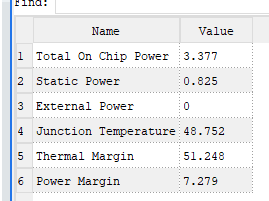 Find:
Name Value
1 Total On Chip Power 3.377
2 Static Power 0.825
3 External Power 0
4 Junction Temperature 48.752
5 Thermal Margin 51.248
6 Power Margin 7.279